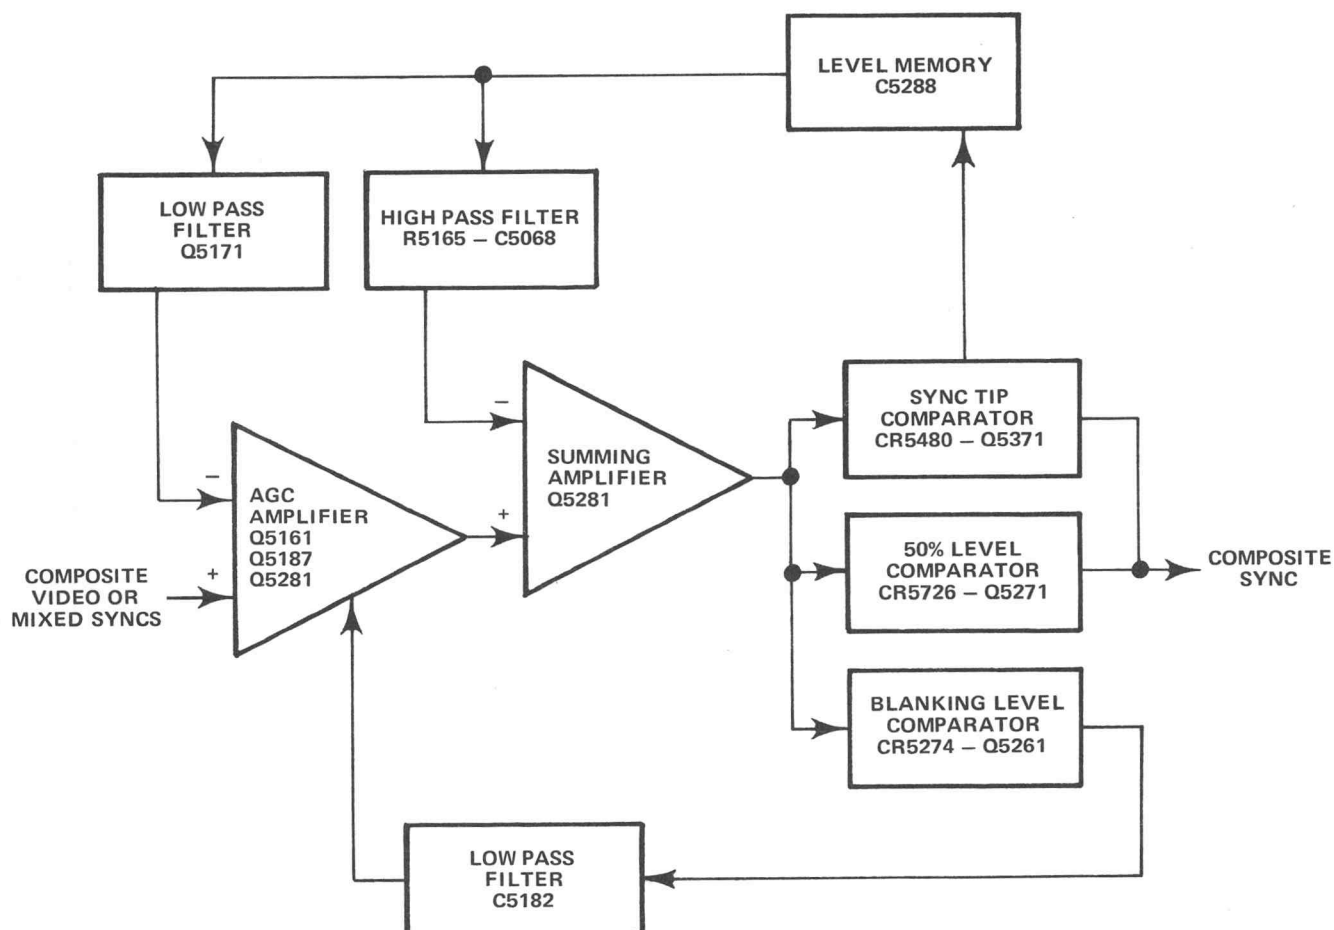 LEVEL MEMORY
C5288
LOW PASS
FILTER
Q5171
HIGH PASS FILTER
R5165 – C5068
SYNC TIP
COMPARATOR
CR5480 – Q5371
–
SUMMING
AMPLIFIER
Q5281
+
–
AGC
AMPLIFIER
Q5161
Q5187
Q5281
+
COMPOSITE
VIDEO OR
MIXED SYNCS
50% LEVEL
COMPARATOR
CR5726 – Q5271
COMPOSITE
SYNC
BLANKING LEVEL
COMPARATOR
CR5274 – Q5261
LOW PASS
FILTER
C5182